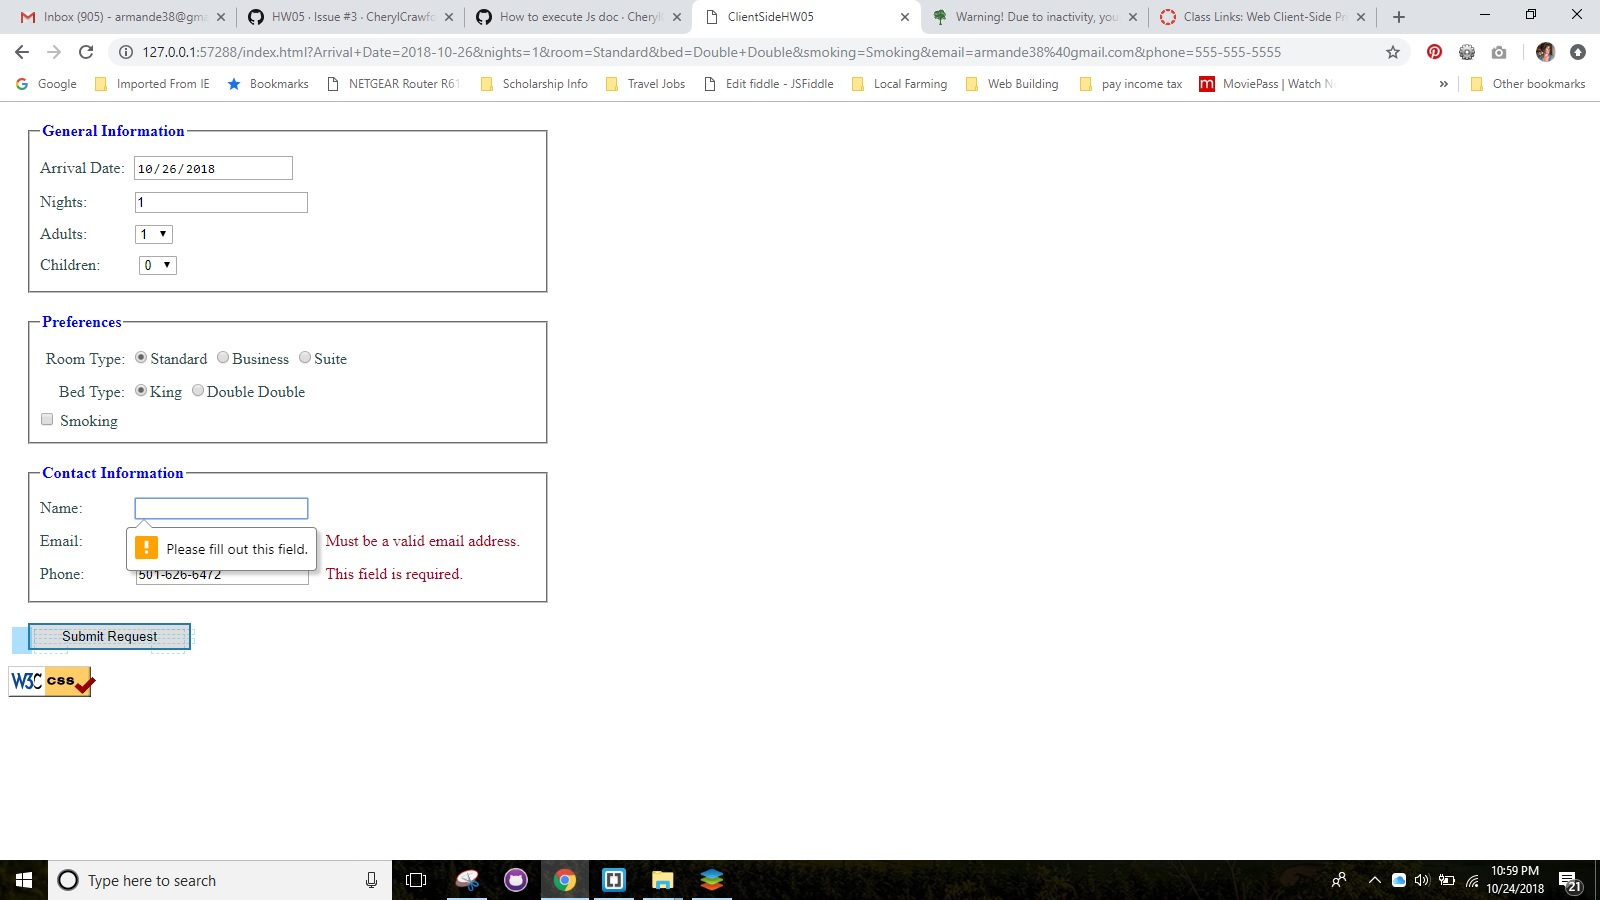 Inbox (905) - armande38@gma
HW05 · Issue #3 · CherylCrawfo
How to execute Js doc · Cheryl
ClientSideHW05
Warning! Due to inactivity, you
Class Links: Web Client-Side Pr
127.0.0.1:57288/index.html?Arrival+Date=2018-10-26&nights=1&room=Standard&bed=Double+Double&smoking=Smoking&email=armande38%40gmail.com&phone=555-555-5555
Google
Imported From IE
Bookmarks
NETGEAR Router R61
Scholarship Info
Travel Jobs
Edit fiddle - JSFiddle
Local Farming
Web Building
pay income tax
m MoviePass | Watch N
»
Other bookmarks
General Information
Arrival Date: 10/26/2018
Nights: 1
Adults: 1
Children: 0
Preferences
Room Type: Standard Business Suite
Bed Type: King Double Double
Smoking
Contact Information
Name:
Please fill out this field.
Email: Must be a valid email address.
Phone: 501-626-6472 This field is required.
Submit Request
W3C css
Type here to search
10:59 PM
10/24/2018
21